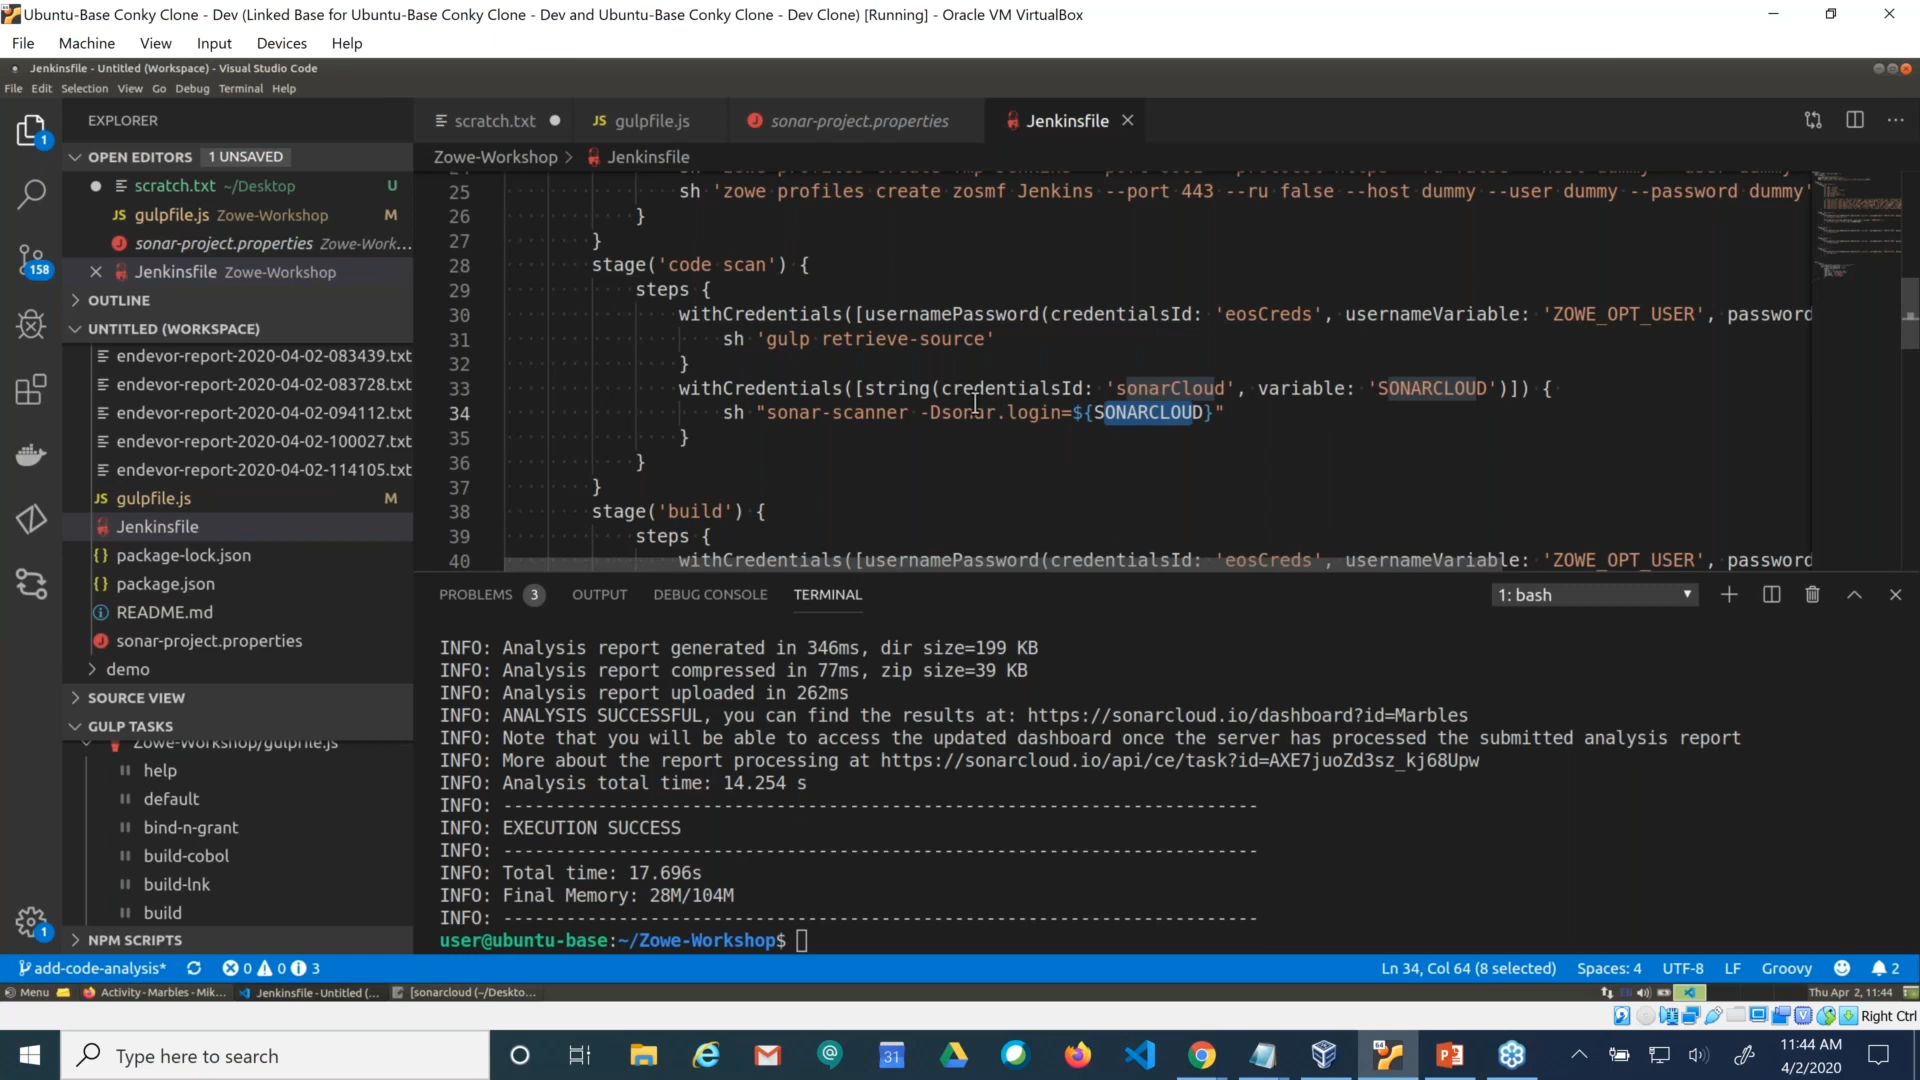 Ubuntu-Base Conky Clone - Dev (Linked Base for Ubuntu-Base Conky Clone - Dev and Ubuntu-Base Conky Clone - Dev Clone) [Running] - Oracle VM VirtualBox
File Machine View Input Devices Help
Jenkinsfile - Untitled (Workspace) - Visual Studio Code
File Edit Selection View Go Debug Terminal Help
EXPLORER
OPEN EDITORS 1 UNSAVED
scratch.txt ~/Desktop U
gulpfile.js Zowe-Workshop M
sonar-project.properties Zowe-Work...
Jenkinsfile Zowe-Workshop
OUTLINE
UNTITLED (WORKSPACE)
endevor-report-2020-04-02-083439.txt
endevor-report-2020-04-02-083728.txt
endevor-report-2020-04-02-094112.txt
endevor-report-2020-04-02-100027.txt
endevor-report-2020-04-02-114105.txt
JS gulpfile.js M
Jenkinsfile
{} package-lock.json
{} package.json
README.md
sonar-project.properties
demo
SOURCE VIEW
GULP TASKS
Zowe-Workshop/gulpfile.js
help
default
bind-n-grant
build-cobol
build-lnk
build
NPM SCRIPTS
1
158
1
scratch.txt
JS gulpfile.js
sonar-project.properties
Jenkinsfile
Zowe-Workshop > Jenkinsfile
25 sh 'zowe profiles create zosmf Jenkins --port 443 --ru false --host dummy --user dummy --password dummy'
26 }
27 }
28 stage('code scan') {
29 steps {
30 withCredentials([usernamePassword(credentialsId: 'eosCreds', usernameVariable: 'ZOWE_OPT_USER', password
31 sh 'gulp retrieve-source'
32 }
33 withCredentials([string(credentialsId: 'sonarCloud', variable: 'SONARCLOUD')]) {
34 sh "sonar-scanner -Dsonar.login=${SONARCLOUD}"
35 }
36 }
37 }
38 stage('build') {
39 steps {
40 withCredentials([usernamePassword(credentialsId: 'eosCreds', usernameVariable: 'ZOWE_OPT_USER', password
PROBLEMS 3 OUTPUT DEBUG CONSOLE TERMINAL 1: bash
INFO: Analysis report generated in 346ms, dir size=199 KB
INFO: Analysis report compressed in 77ms, zip size=39 KB
INFO: Analysis report uploaded in 262ms
INFO: ANALYSIS SUCCESSFUL, you can find the results at: https://sonarcloud.io/dashboard?id=Marbles
INFO: Note that you will be able to access the updated dashboard once the server has processed the submitted analysis report
INFO: More about the report processing at https://sonarcloud.io/api/ce/task?id=AXE7juoZd3sz_kj68Upw
INFO: Analysis total time: 14.254 s
INFO: ------------------------------------------------------------------------
INFO: EXECUTION SUCCESS
INFO: ------------------------------------------------------------------------
INFO: Total time: 17.696s
INFO: Final Memory: 28M/104M
INFO: ------------------------------------------------------------------------
user@ubuntu-base:~/Zowe-Workshop$
add-code-analysis* 0 0 3 Ln 34, Col 64 (8 selected) Spaces: 4 UTF-8 LF Groovy 2
Menu Activity - Marbles - Mik... Jenkinsfile - Untitled (... [sonarcloud (~/Deskto... Thu Apr 2, 11:44
Right Ctrl
Type here to search
31
64
11:44 AM
4/2/2020